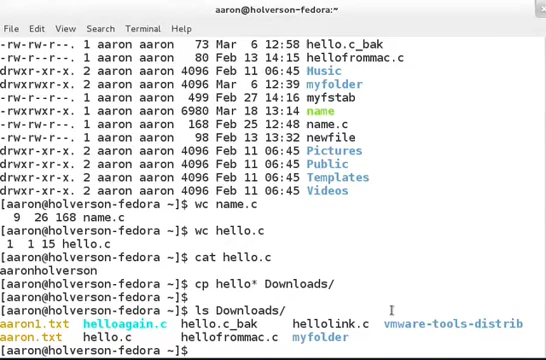 aaron@holverson-fedora:~
File Edit View Search Terminal Help
-rw-rw-r--. 1 aaron aaron 73 Mar 6 12:58 hello.c_bak
-rw-r--r--. 1 aaron aaron 80 Feb 13 14:15 hellofrommac.c
drwxr-xr-x. 2 aaron aaron 4096 Feb 11 06:45 Music
drwxrwxr-x. 2 aaron aaron 4096 Mar 6 12:39 myfolder
-rw-r--r--. 1 aaron aaron 499 Feb 27 14:16 myfstab
-rwxrwxr-x. 1 aaron aaron 6980 Mar 18 13:14 name
-rw-rw-r--. 1 aaron aaron 168 Feb 25 12:48 name.c
-rw-rw-r--. 1 aaron aaron 98 Feb 13 13:32 newfile
drwxr-xr-x. 2 aaron aaron 4096 Feb 11 06:45 Pictures
drwxr-xr-x. 2 aaron aaron 4096 Feb 11 06:45 Public
drwxr-xr-x. 2 aaron aaron 4096 Feb 11 06:45 Templates
drwxr-xr-x. 2 aaron aaron 4096 Feb 11 06:45 Videos
[aaron@holverson-fedora ~]$ wc name.c
9 26 168 name.c
[aaron@holverson-fedora ~]$ wc hello.c
1 1 15 hello.c
[aaron@holverson-fedora ~]$ cat hello.c
aaronholverson
[aaron@holverson-fedora ~]$ cp hello* Downloads/
[aaron@holverson-fedora ~]$
[aaron@holverson-fedora ~]$ ls Downloads/
aaron1.txt helloagain.c hello.c_bak hellolink.c vmware-tools-distrib
aaron.txt hello.c hellofrommac.c myfolder
[aaron@holverson-fedora ~]$